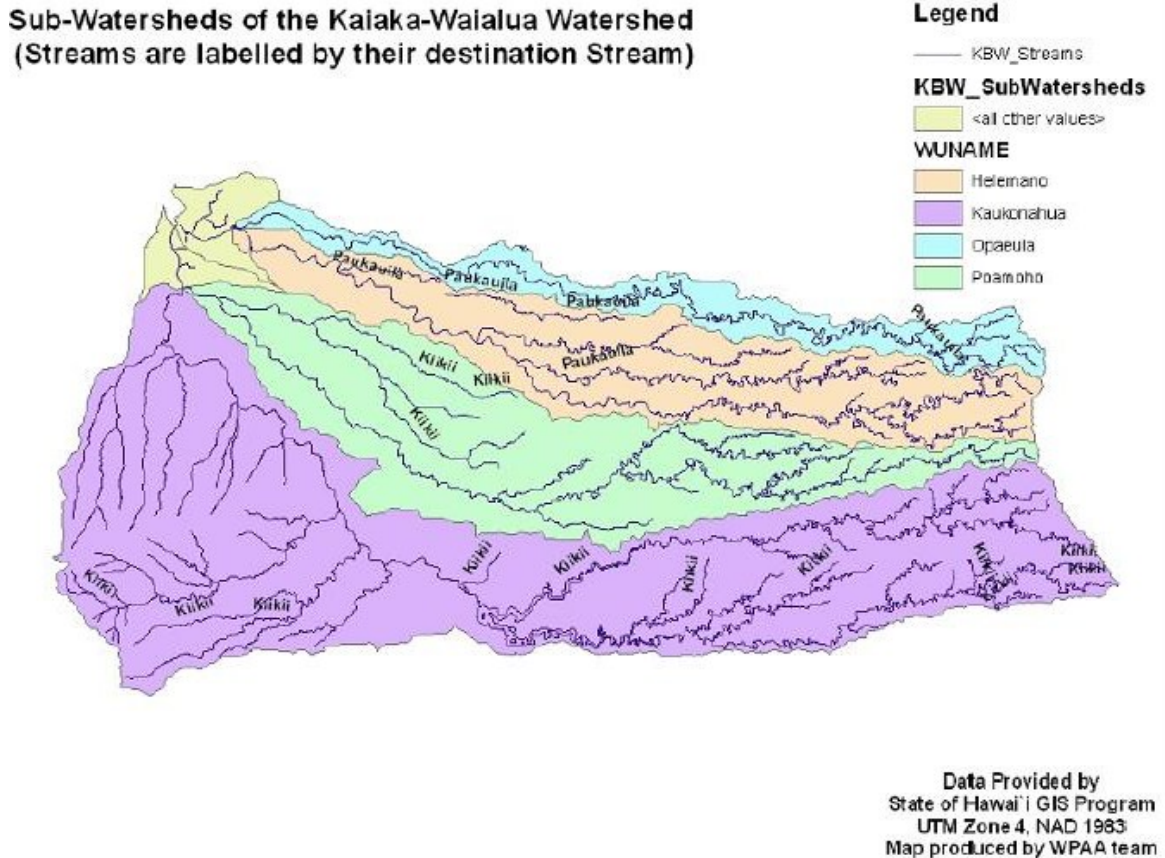 Sub-Watersheds of the Kaiaka-Waialua Watershed
(Streams are labelled by their destination Stream)
Legend
KBW_Streams
KBW_SubWatersheds
<all other values>
WUNAME
Helemano
Kaukonahua
Opaeula
Poamoho
Paukauila
Paukauila
Paukauila
Paukauila
Paukauila
Kiikii
Kiikii
Kiikii
Kiikii
Kiikii
Kiikii
Kiikii
Kiikii
Kiikii
Kiikii
Kiikii
Kiikii
Kiikii
Data Provided by
State of Hawai`i GIS Program
UTM Zone 4, NAD 1983
Map produced by WPAA team